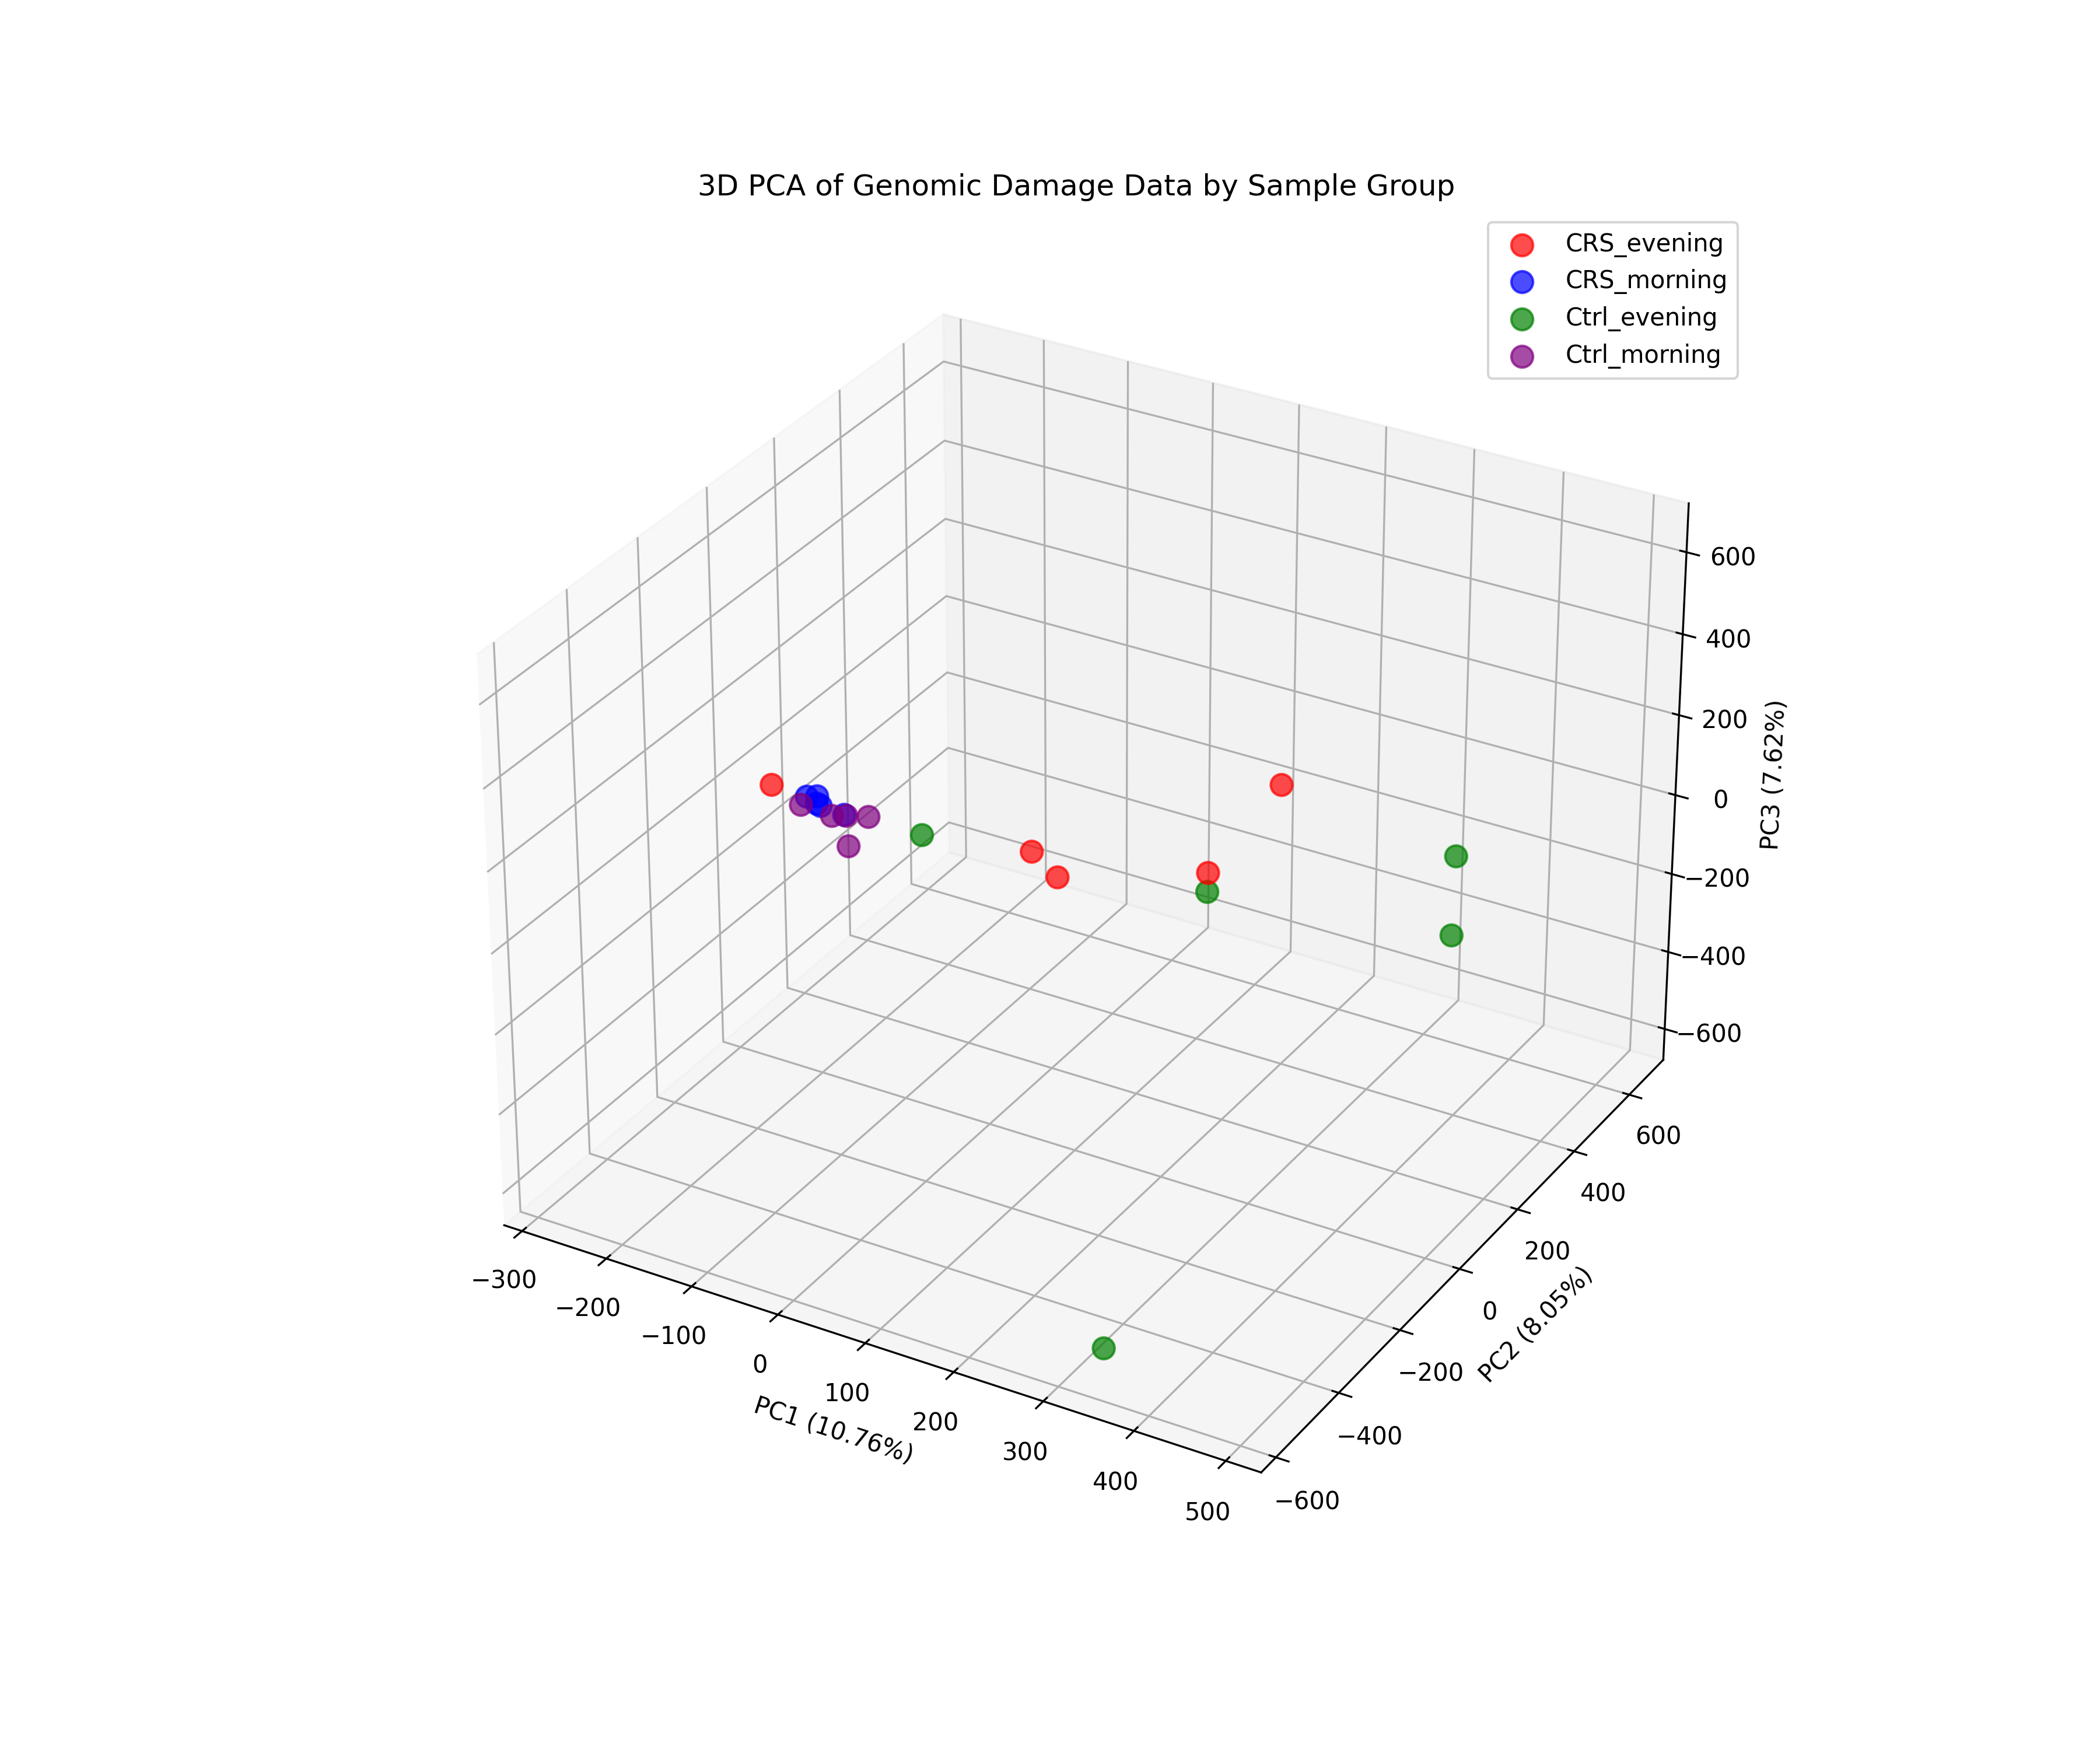 3D PCA of Genomic Damage Data by Sample Group
CRS_evening
CRS_morning
Ctrl_evening
Ctrl_morning
600
400
200
0
−200
−400
−600
PC3 (7.62%)
600
400
200
0
−200
−400
−600
PC2 (8.05%)
−300
−200
−100
0
100
200
300
400
500
PC1 (10.76%)